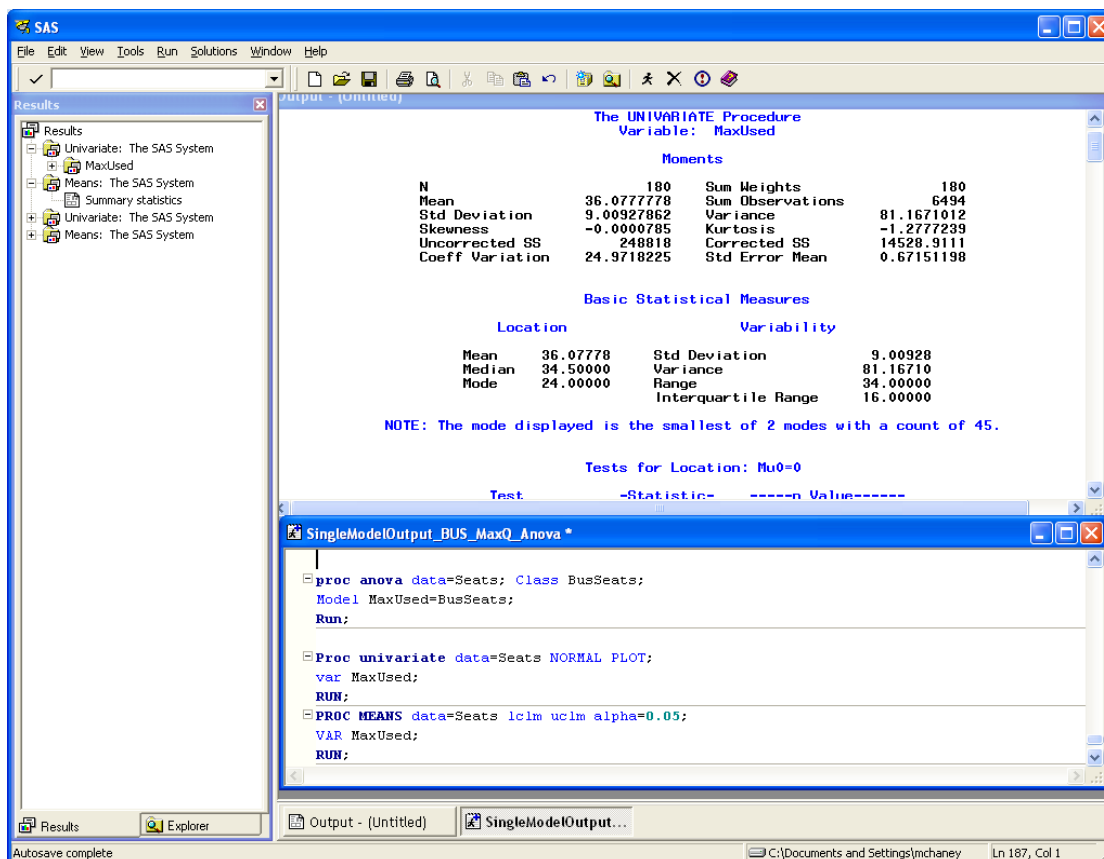 SAS
File Edit View Tools Run Solutions Window Help
Results
Results
Univariate: The SAS System
MaxUsed
Means: The SAS System
Summary statistics
Univariate: The SAS System
Means: The SAS System
Output - (Untitled)
The UNIVARIATE Procedure
Variable: MaxUsed
Moments
N 180 Sum Weights 180
Mean 36.0777778 Sum Observations 6494
Std Deviation 9.00927862 Variance 81.1671012
Skewness -0.0000785 Kurtosis -1.2777239
Uncorrected SS 248818 Corrected SS 14528.9111
Coeff Variation 24.9718225 Std Error Mean 0.67151198
Basic Statistical Measures
Location Variability
Mean 36.07778 Std Deviation 9.00928
Median 34.50000 Variance 81.16710
Mode 24.00000 Range 34.00000
Interquartile Range 16.00000
NOTE: The mode displayed is the smallest of 2 modes with a count of 45.
Tests for Location: Mu0=0
Test -Statistic- -----p Value------
SingleModelOutput_BUS_MaxQ_Anova *
proc anova data=Seats; Class BusSeats;
Model MaxUsed=BusSeats;
Run;
Proc univariate data=Seats NORMAL PLOT;
var MaxUsed;
RUN;
PROC MEANS data=Seats lclm uclm alpha=0.05;
VAR MaxUsed;
RUN;
Results Explorer
Output - (Untitled) SingleModelOutput...
Autosave complete C:\Documents and Settings\mchaney Ln 187, Col 1